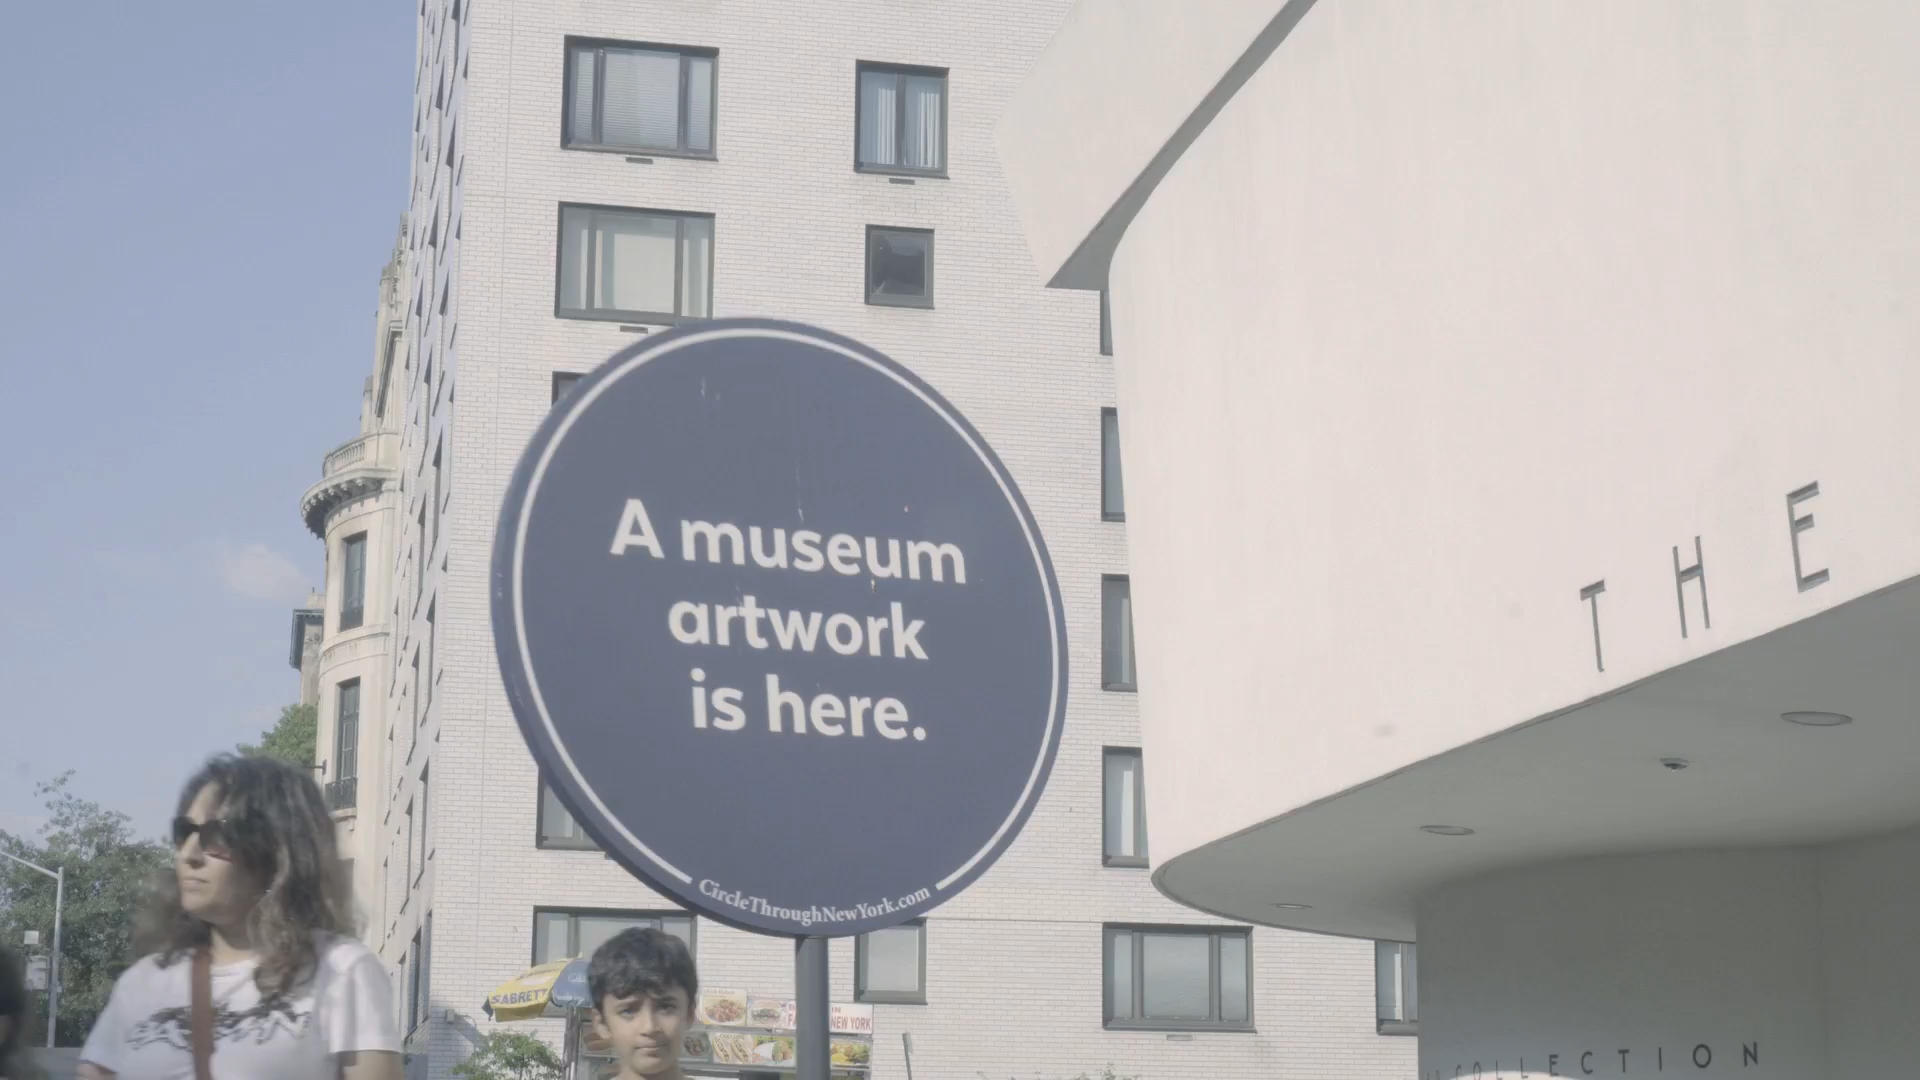 A museum
artwork
is here.
CircleThroughNewYork.com
THE
COLLECTION
SABRETT
NEW YORK